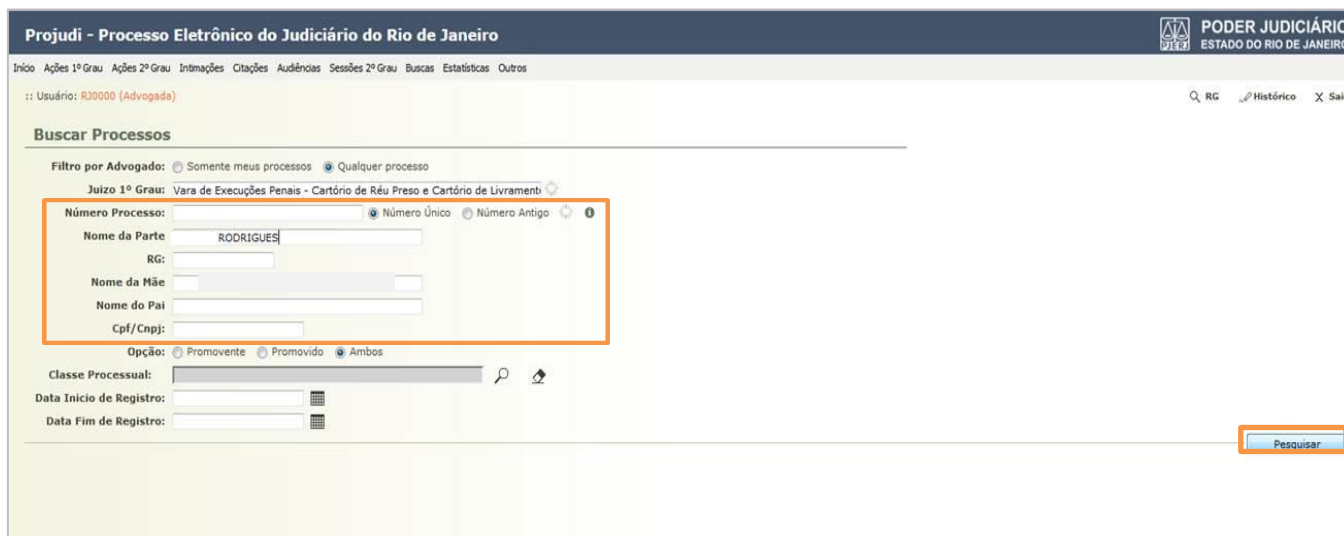 Projudi - Processo Eletrônico do Judiciário do Rio de Janeiro
PODER JUDICIÁRIO
ESTADO DO RIO DE JANEIRO
PJERJ
Início Ações 1º Grau Ações 2º Grau Intimações Citações Audiências Sessões 2º Grau Buscas Estatísticas Outros
:: Usuário: RJ0000 (Advogada)
RG Histórico X Sai
Buscar Processos
Filtro por Advogado: Somente meus processos Qualquer processo
Juizo 1º Grau: Vara de Execuções Penais - Cartório de Réu Preso e Cartório de Livramento
Número Processo: Número Único Número Antigo
Nome da Parte RODRIGUES
RG:
Nome da Mãe
Nome do Pai
Cpf/Cnpj:
Opção: Promovente Promovido Ambos
Classe Processual:
Data Inicio de Registro:
Data Fim de Registro:
Pesquisar